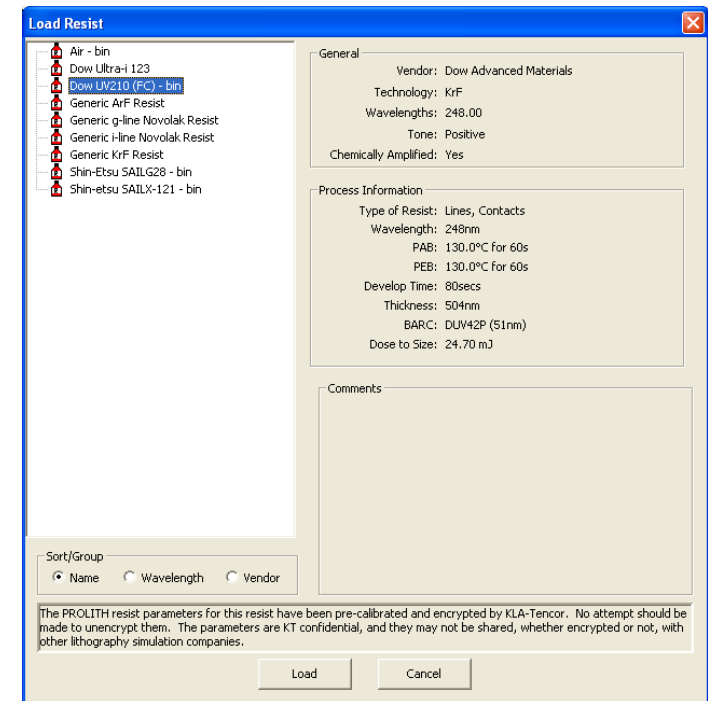 Load Resist
Air - bin
Dow Ultra-i 123
Dow UV210 (FC) - bin
Generic ArF Resist
Generic g-line Novolak Resist
Generic i-line Novolak Resist
Generic KrF Resist
Shin-Etsu SAILG28 - bin
Shin-etsu SAILX-121 - bin
General
Vendor: Dow Advanced Materials
Technology: KrF
Wavelengths: 248.00
Tone: Positive
Chemically Amplified: Yes
Process Information
Type of Resist: Lines, Contacts
Wavelength: 248nm
PAB: 130.0°C for 60s
PEB: 130.0°C for 60s
Develop Time: 80secs
Thickness: 504nm
BARC: DUV42P (51nm)
Dose to Size: 24.70 mJ
Comments
Sort/Group
Name Wavelength Vendor
The PROLITH resist parameters for this resist have been pre-calibrated and encrypted by KLA-Tencor. No attempt should be
made to unencrypt them. The parameters are KT confidential, and they may not be shared, whether encrypted or not, with
other lithography simulation companies.
Load Cancel